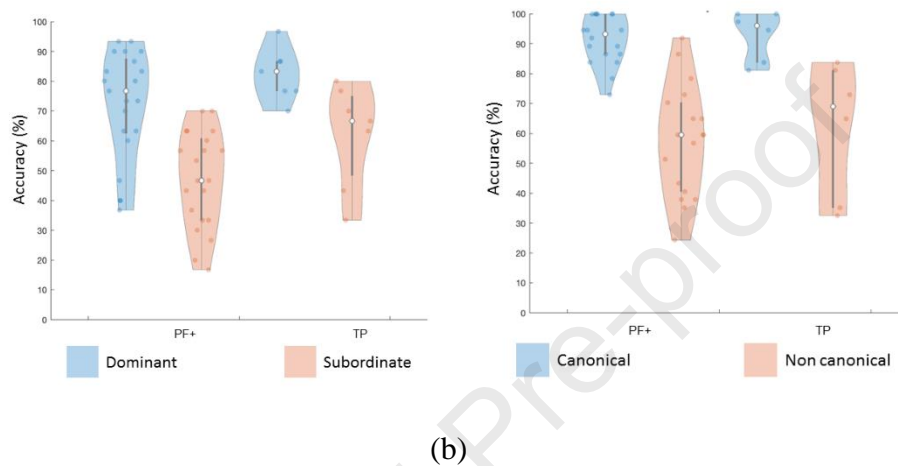 Accuracy (%)
100
90
80
70
60
50
40
30
20
10
0
PF+
TP
Dominant
Subordinate
Accuracy (%)
100
90
80
70
60
50
40
30
20
10
0
PF+
TP
Canonical
Non canonical
Pre-proof
(b)